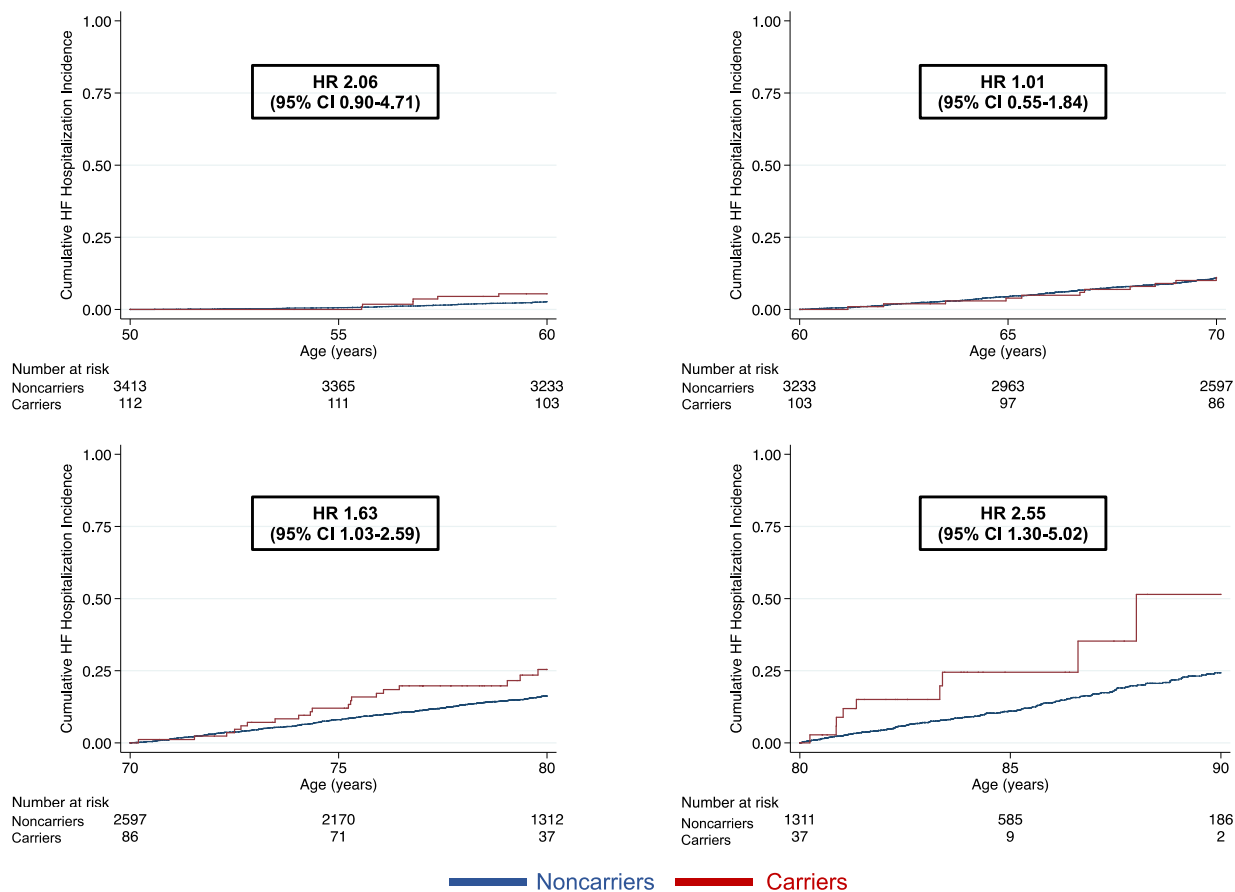 Cumulative HF Hospitalization Incidence
1.00
0.75
0.50
0.25
0.00
HR 2.06
(95% CI 0.90-4.71)
50 55 60
Age (years)
Number at risk
Noncarriers 3413 3365 3233
Carriers 112 111 103
Cumulative HF Hospitalization Incidence
1.00
0.75
0.50
0.25
0.00
HR 1.01
(95% CI 0.55-1.84)
60 65 70
Age (years)
Number at risk
Noncarriers 3233 2963 2597
Carriers 103 97 86
Cumulative HF Hospitalization Incidence
1.00
0.75
0.50
0.25
0.00
HR 1.63
(95% CI 1.03-2.59)
70 75 80
Age (years)
Number at risk
Noncarriers 2597 2170 1312
Carriers 86 71 37
Cumulative HF Hospitalization Incidence
1.00
0.75
0.50
0.25
0.00
HR 2.55
(95% CI 1.30-5.02)
80 85 90
Age (years)
Number at risk
Noncarriers 1311 585 186
Carriers 37 9 2
Noncarriers Carriers